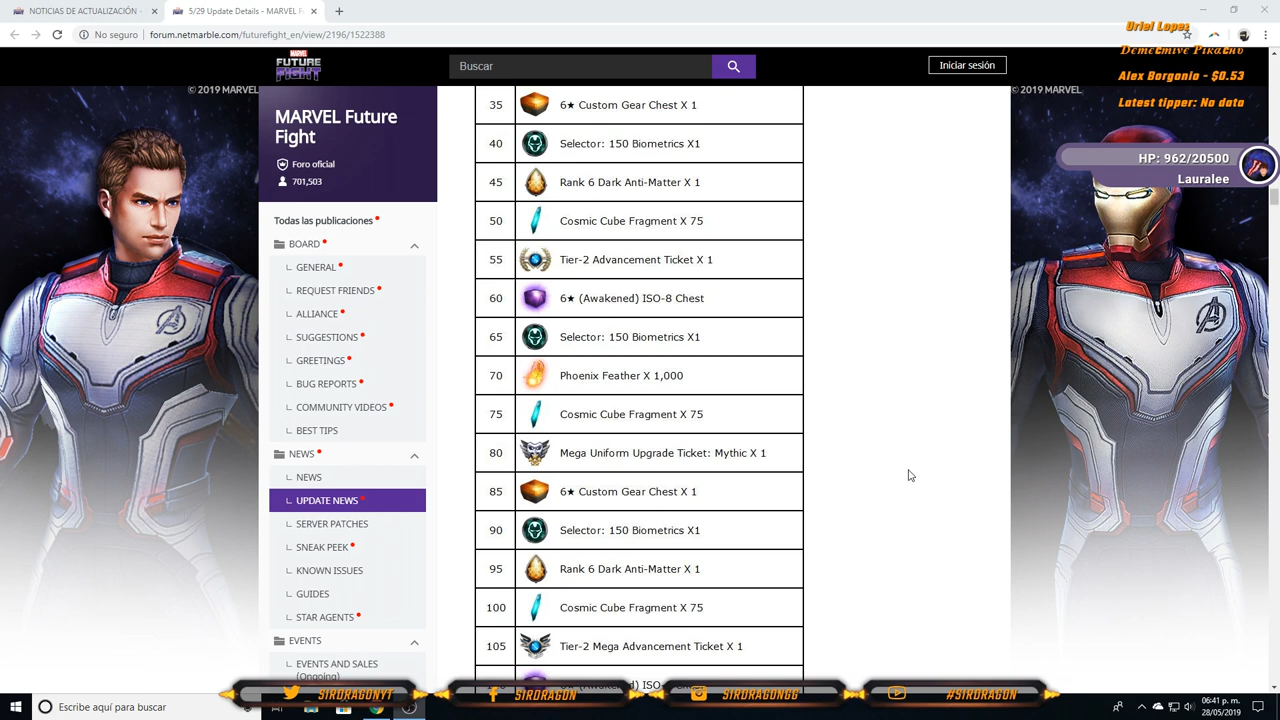 NOTICIAS DE ACTUALIZACIÓN -
5/29 Update Details - MARVEL F
No seguro
forum.netmarble.com/futurefight_en/view/2196/1522388
Uriel Lopez
Alex Borgonio - $0.53
Latest tipper: No data
HP: 962/20500
Lauralee
© 2019 MARVEL
© 2019 MARVEL
MARVEL
FUTURE
FIGHT
Buscar
Iniciar sesión
MARVEL Future
Fight
Foro oficial
701,503
Todas las publicaciones
BOARD
GENERAL
REQUEST FRIENDS
ALLIANCE
SUGGESTIONS
GREETINGS
BUG REPORTS
COMMUNITY VIDEOS
BEST TIPS
NEWS
NEWS
UPDATE NEWS
SERVER PATCHES
SNEAK PEEK
KNOWN ISSUES
GUIDES
STAR AGENTS
EVENTS
EVENTS AND SALES
(Ongoing)
35 6★ Custom Gear Chest X 1
40 Selector: 150 Biometrics X1
45 Rank 6 Dark Anti-Matter X 1
50 Cosmic Cube Fragment X 75
55 Tier-2 Advancement Ticket X 1
60 6★ (Awakened) ISO-8 Chest
65 Selector: 150 Biometrics X1
70 Phoenix Feather X 1,000
75 Cosmic Cube Fragment X 75
80 Mega Uniform Upgrade Ticket: Mythic X 1
85 6★ Custom Gear Chest X 1
90 Selector: 150 Biometrics X1
95 Rank 6 Dark Anti-Matter X 1
100 Cosmic Cube Fragment X 75
105 Tier-2 Mega Advancement Ticket X 1
SIRDRAGONYT
SIRDRAGON
SIRDRAGONGG
#SIRDRAGON
Escribe aquí para buscar
06:41 p. m.
28/05/2019